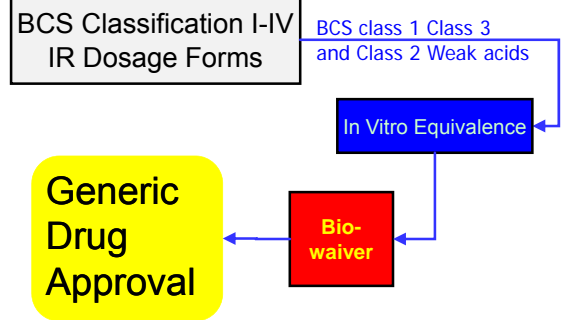 BCS Classification I-IV
IR Dosage Forms
BCS class 1 Class 3
and Class 2 Weak acids
In Vitro Equivalence
Bio-
waiver
Generic
Drug
Approval